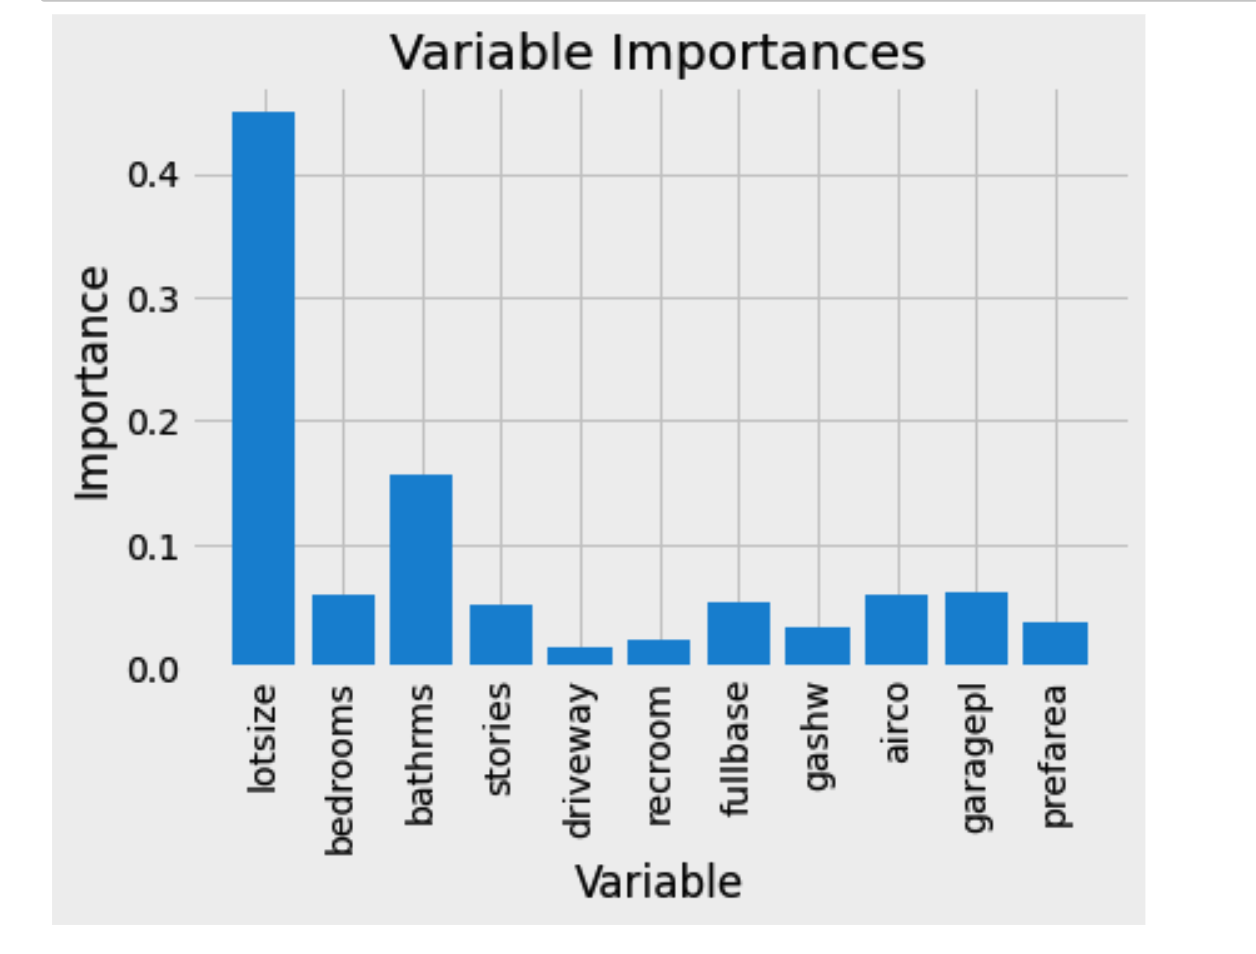 Variable Importances
0.4
0.3
0.2
0.1
0.0
Importance
lotsize
bedrooms
bathrms
stories
driveway
recroom
fullbase
gashw
airco
garagepl
prefarea
Variable